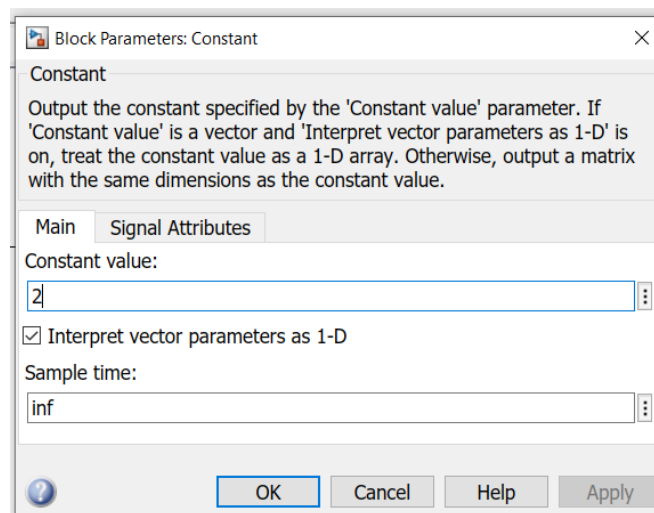 Block Parameters: Constant
Constant
Output the constant specified by the 'Constant value' parameter. If
'Constant value' is a vector and 'Interpret vector parameters as 1-D' is
on, treat the constant value as a 1-D array. Otherwise, output a matrix
with the same dimensions as the constant value.
Main Signal Attributes
Constant value:
2
Interpret vector parameters as 1-D
Sample time:
inf
OK Cancel Help Apply